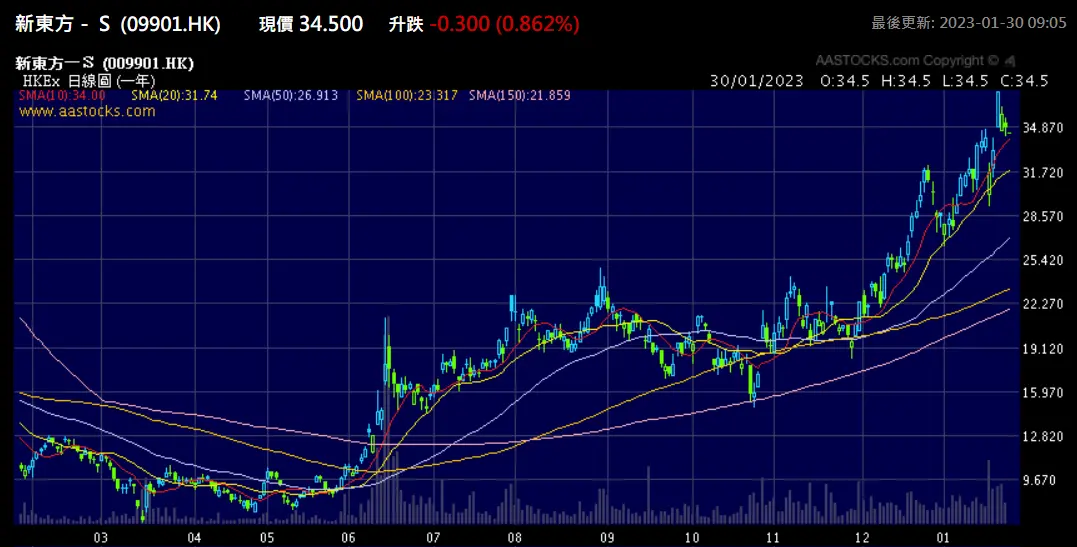 新東方 - Ｓ (09901.HK) 現價 34.500 升跌 -0.300 (0.862%) 最後更新: 2023-01-30 09:05
新東方－Ｓ (009901.HK) AASTOCKS.com Copyright ©
HKEx 日線圖 (一年) 30/01/2023 O:34.5 H:34.5 L:34.5 C:34.5
SMA(10):34.00 SMA(20):31.74 SMA(50):26.913 SMA(100):23.317 SMA(150):21.859
www.aastocks.com
34.870
31.720
28.570
25.420
22.270
19.120
15.970
12.820
9.670
03 04 05 06 07 08 09 10 11 12 01